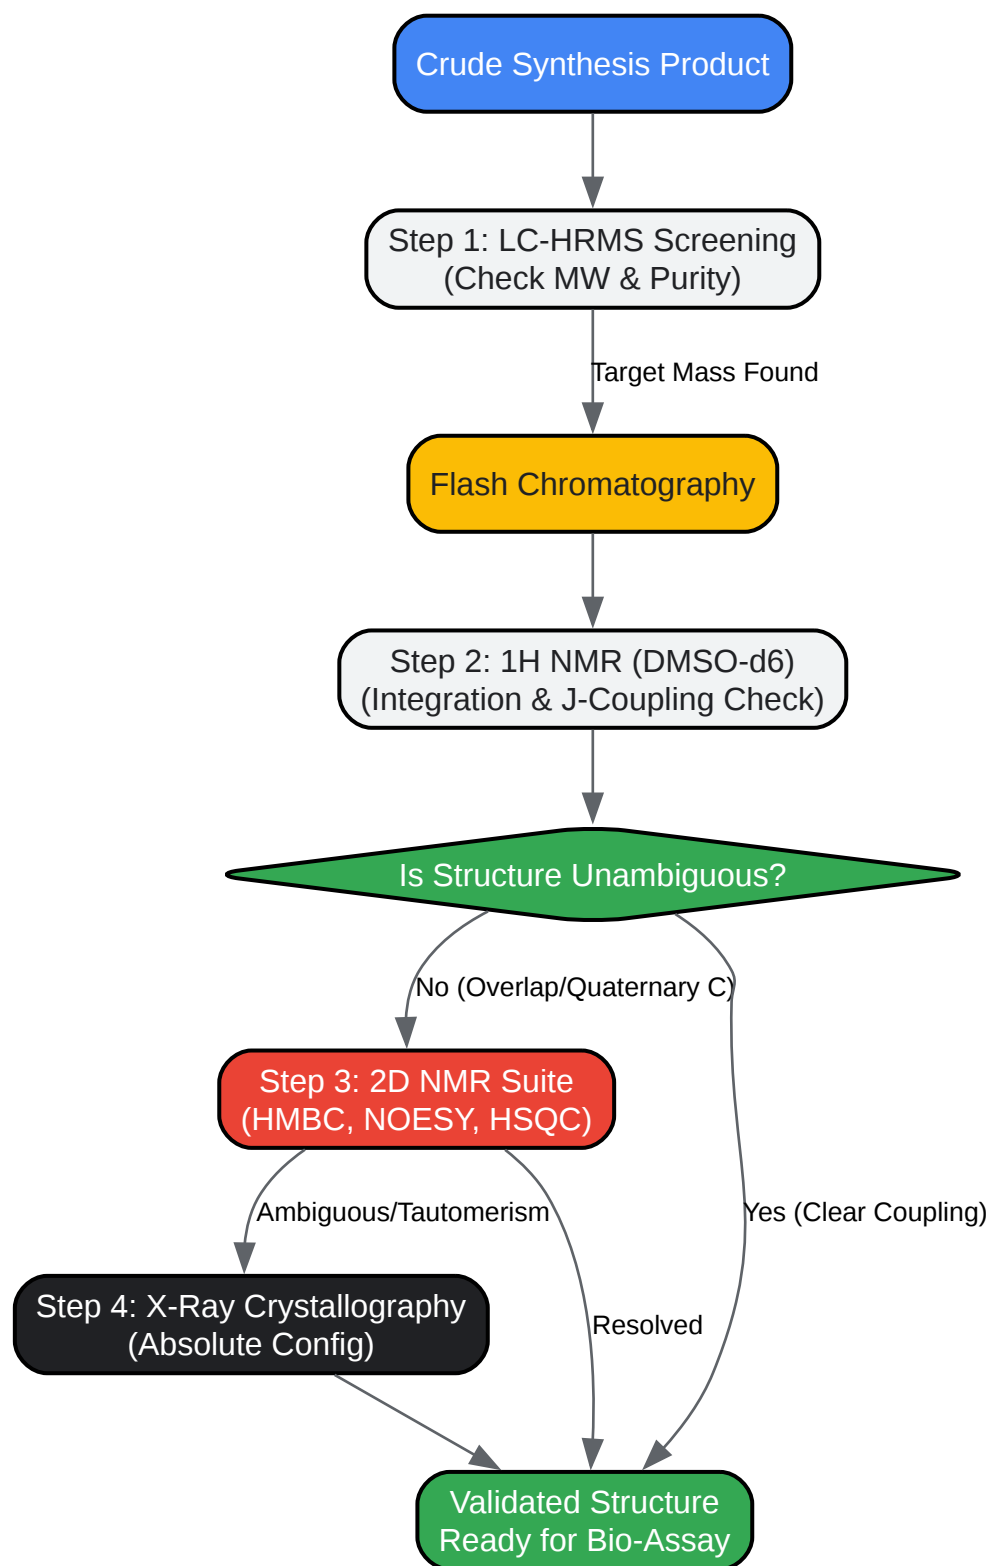 Crude Synthesis Product
Step 1: LC-HRMS Screening
(Check MW & Purity)
Target Mass Found
Flash Chromatography
Step 2: 1H NMR (DMSO-d6)
(Integration & J-Coupling Check)
Is Structure Unambiguous?
No (Overlap/Quaternary C)
Step 3: 2D NMR Suite
(HMBC, NOESY, HSQC)
Ambiguous/Tautomerism
Yes (Clear Coupling)
Step 4: X-Ray Crystallography
(Absolute Config)
Resolved
Validated Structure
Ready for Bio-Assay